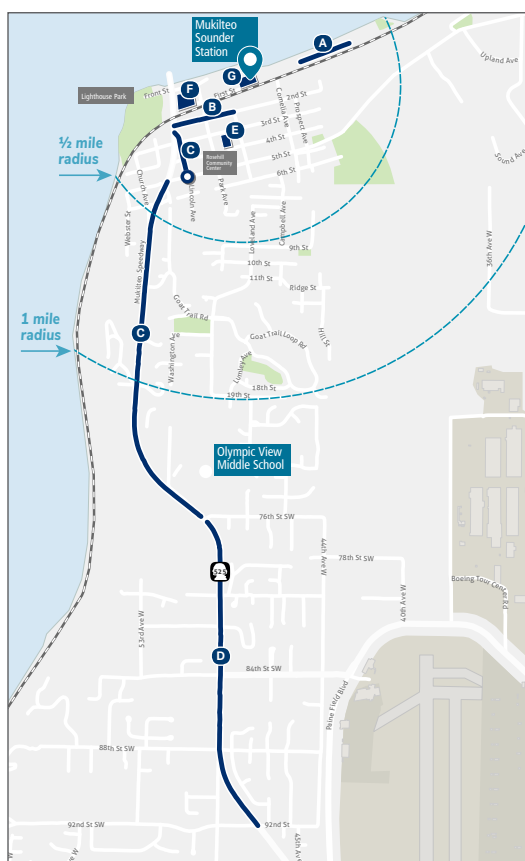 Mukilteo
Sounder
Station
A
Upland Ave
G
F
Lighthouse Park
Front St
First St
2nd St
B
Cornelia Ave
Prospect Ave
3rd St
E
4th St
C
Rosehill
Community
Center
5th St
6th St
½ mile
radius
Church Ave
Lincoln Ave
Park Ave
Sound Ave
Webster St
Loveland Ave
Campbell Ave
36th Ave W
9th St
10th St
Mukilteo Speedway
11th St
Ridge St
Goat Trail Rd
1 mile
radius
C
Goat Trail Loop Rd
Hill St
Washington Ave
Lumley Ave
18th St
19th St
Olympic View
Middle School
76th St SW
44th Ave W
78th St SW
525
40th Ave W
Boeing Tour Center Rd
53rd Ave W
D
84th St SW
Peine Field Blvd
88th St SW
92nd St SW
92nd St
45th Ave W
W
ve W